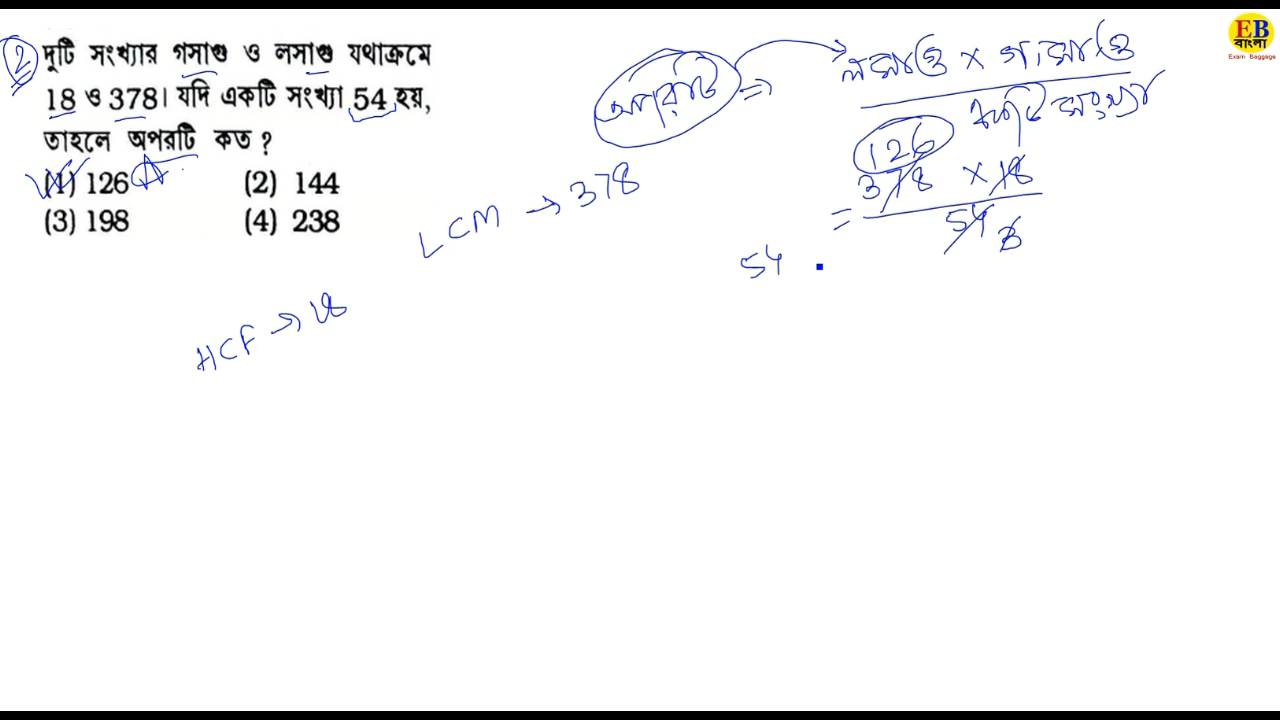 2 দুটি সংখ্যার গসাগু ও লসাগু যথাক্রমে
18 ও 378। যদি একটি সংখ্যা 54 হয়,
তাহলে অপরটি কত ?
(1) 126 (2) 144
(3) 198 (4) 238
EB
বাংলা
Exam Baggage
অপরটি ⇒ লসাগু × গসাগু
একটি সংখ্যা
126
= 378 × 18
54 3
LCM → 378
54
HCF → 18